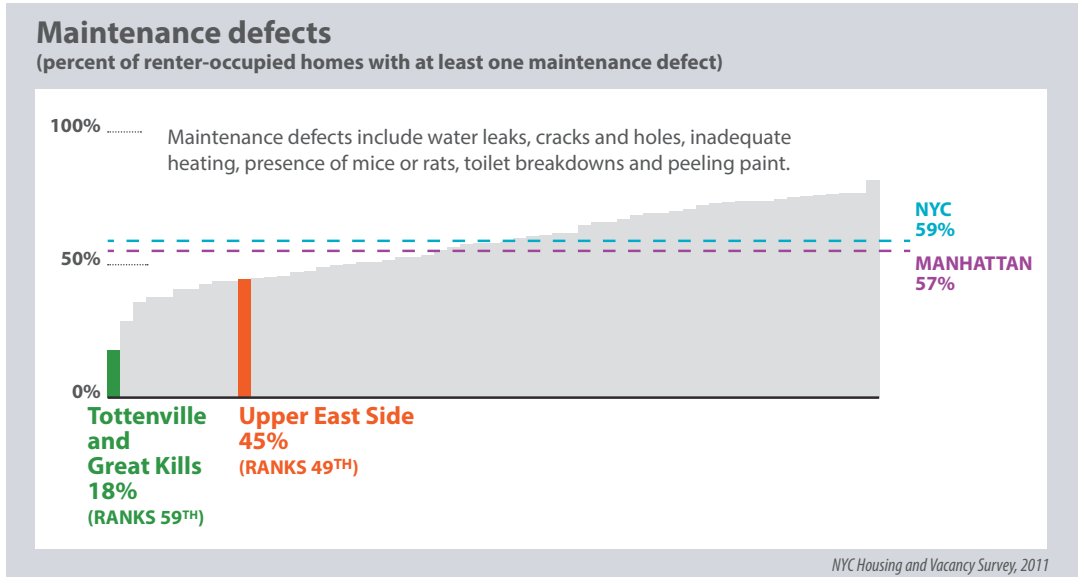 Maintenance defects
(percent of renter-occupied homes with at least one maintenance defect)
100%
Maintenance defects include water leaks, cracks and holes, inadequate
heating, presence of mice or rats, toilet breakdowns and peeling paint.
NYC
59%
50%
MANHATTAN
57%
0%
Tottenville
and
Great Kills
18%
(RANKS 59TH)
Upper East Side
45%
(RANKS 49TH)
NYC Housing and Vacancy Survey, 2011